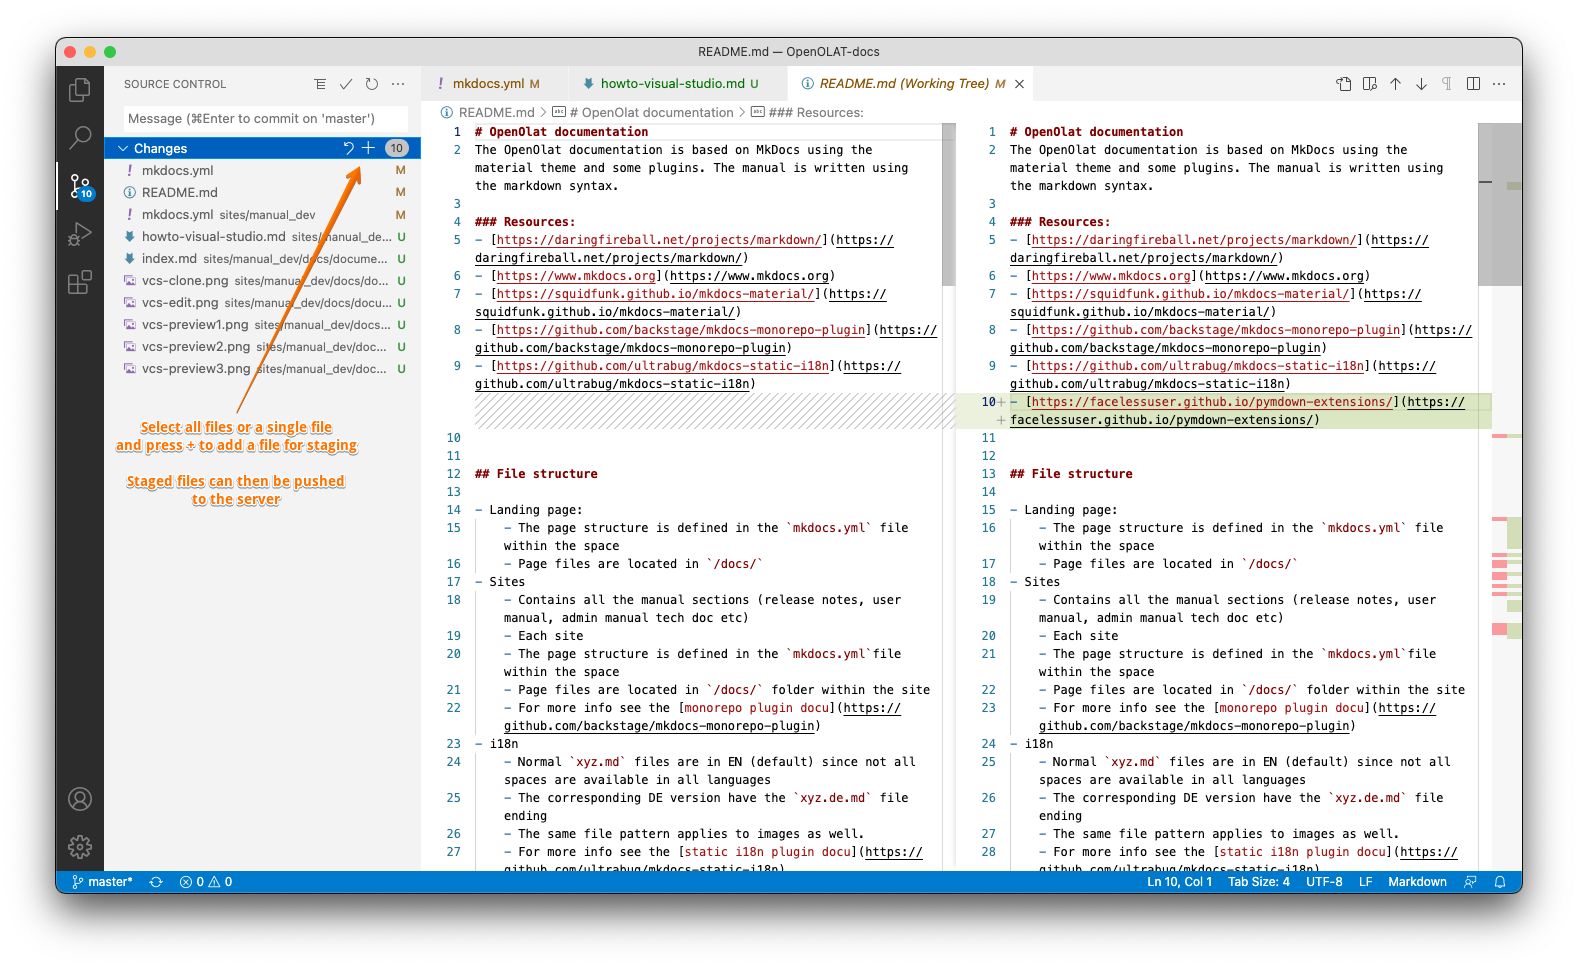 README.md — OpenOLAT-docs
SOURCE CONTROL
Message (⌘Enter to commit on 'master')
Changes 10
10
! mkdocs.yml M
README.md M
! mkdocs.yml sites/manual_dev M
howto-visual-studio.md sites/manual_de... U
index.md sites/manual_dev/docs/docume... U
vcs-clone.png sites/manual_dev/docs/do... U
vcs-edit.png sites/manual_dev/docs/docu... U
vcs-preview1.png sites/manual_dev/docs... U
vcs-preview2.png sites/manual_dev/doc... U
vcs-preview3.png sites/manual_dev/doc... U
Select all files or a single file
and press + to add a file for staging
Staged files can then be pushed
to the server
! mkdocs.yml M
howto-visual-studio.md U
README.md (Working Tree) M
README.md > # OpenOlat documentation > ### Resources:
1 # OpenOlat documentation
2 The OpenOlat documentation is based on MkDocs using the
material theme and some plugins. The manual is written using
the markdown syntax.
3
4 ### Resources:
5 - [https://daringfireball.net/projects/markdown/](https://
daringfireball.net/projects/markdown/)
6 - [https://www.mkdocs.org](https://www.mkdocs.org)
7 - [https://squidfunk.github.io/mkdocs-material/](https://
squidfunk.github.io/mkdocs-material/)
8 - [https://github.com/backstage/mkdocs-monorepo-plugin](https://
github.com/backstage/mkdocs-monorepo-plugin)
9 - [https://github.com/ultrabug/mkdocs-static-i18n](https://
github.com/ultrabug/mkdocs-static-i18n)
10
11
12 ## File structure
13
14 - Landing page:
15 - The page structure is defined in the `mkdocs.yml` file
within the space
16 - Page files are located in `/docs/`
17 - Sites
18 - Contains all the manual sections (release notes, user
manual, admin manual tech doc etc)
19 - Each site
20 - The page structure is defined in the `mkdocs.yml`file
within the space
21 - Page files are located in `/docs/` folder within the site
22 - For more info see the [monorepo plugin docu](https://
github.com/backstage/mkdocs-monorepo-plugin)
23 - i18n
24 - Normal `xyz.md` files are in EN (default) since not all
spaces are available in all languages
25 - The corresponding DE version have the `xyz.de.md` file
ending
26 - The same file pattern applies to images as well.
27 - For more info see the [static i18n plugin docu](https://
github.com/ultrabug/mkdocs-static-i18n)
1 # OpenOlat documentation
2 The OpenOlat documentation is based on MkDocs using the
material theme and some plugins. The manual is written using
the markdown syntax.
3
4 ### Resources:
5 - [https://daringfireball.net/projects/markdown/](https://
daringfireball.net/projects/markdown/)
6 - [https://www.mkdocs.org](https://www.mkdocs.org)
7 - [https://squidfunk.github.io/mkdocs-material/](https://
squidfunk.github.io/mkdocs-material/)
8 - [https://github.com/backstage/mkdocs-monorepo-plugin](https://
github.com/backstage/mkdocs-monorepo-plugin)
9 - [https://github.com/ultrabug/mkdocs-static-i18n](https://
github.com/ultrabug/mkdocs-static-i18n)
10+ - [https://facelessuser.github.io/pymdown-extensions/](https://
+ facelessuser.github.io/pymdown-extensions/)
11
12
13 ## File structure
14
15 - Landing page:
16 - The page structure is defined in the `mkdocs.yml` file
within the space
17 - Page files are located in `/docs/`
18 - Sites
19 - Contains all the manual sections (release notes, user
manual, admin manual tech doc etc)
20 - Each site
21 - The page structure is defined in the `mkdocs.yml`file
within the space
22 - Page files are located in `/docs/` folder within the site
23 - For more info see the [monorepo plugin docu](https://
github.com/backstage/mkdocs-monorepo-plugin)
24 - i18n
25 - Normal `xyz.md` files are in EN (default) since not all
spaces are available in all languages
26 - The corresponding DE version have the `xyz.de.md` file
ending
27 - The same file pattern applies to images as well.
28 - For more info see the [static i18n plugin docu](https://
github.com/ultrabug/mkdocs-static-i18n)
master* 0 0 Ln 10, Col 1 Tab Size: 4 UTF-8 LF Markdown